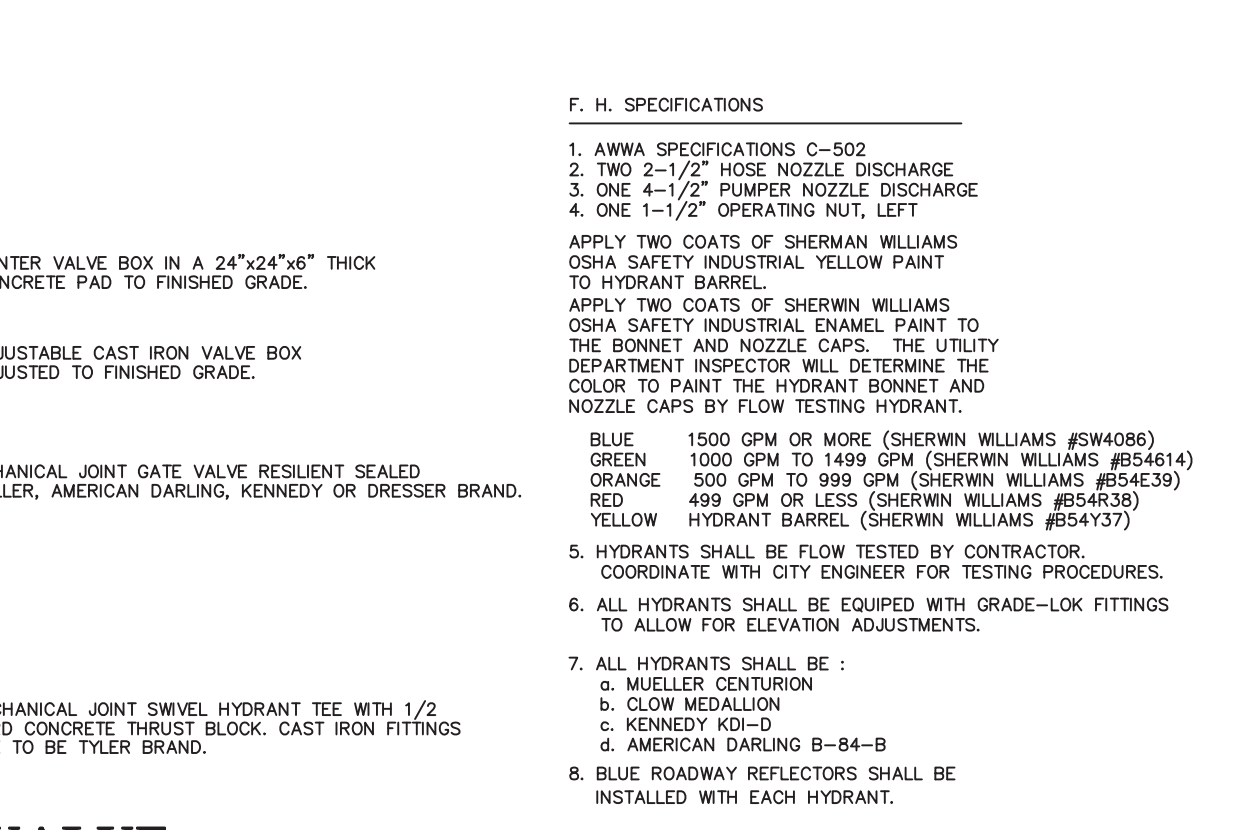 F. H. SPECIFICATIONS
1. AWWA SPECIFICATIONS C-502
2. TWO 2-1/2" HOSE NOZZLE DISCHARGE
3. ONE 4-1/2" PUMPER NOZZLE DISCHARGE
4. ONE 1-1/2" OPERATING NUT, LEFT
APPLY TWO COATS OF SHERMAN WILLIAMS
OSHA SAFETY INDUSTRIAL YELLOW PAINT
TO HYDRANT BARREL.
APPLY TWO COATS OF SHERWIN WILLIAMS
OSHA SAFETY INDUSTRIAL ENAMEL PAINT TO
THE BONNET AND NOZZLE CAPS. THE UTILITY
DEPARTMENT INSPECTOR WILL DETERMINE THE
COLOR TO PAINT THE HYDRANT BONNET AND
NOZZLE CAPS BY FLOW TESTING HYDRANT.
BLUE 1500 GPM OR MORE (SHERWIN WILLIAMS #SW4086)
GREEN 1000 GPM TO 1499 GPM (SHERWIN WILLIAMS #B54614)
ORANGE 500 GPM TO 999 GPM (SHERWIN WILLIAMS #B54E39)
RED 499 GPM OR LESS (SHERWIN WILLIAMS #B54R38)
YELLOW HYDRANT BARREL (SHERWIN WILLIAMS #B54Y37)
5. HYDRANTS SHALL BE FLOW TESTED BY CONTRACTOR.
COORDINATE WITH CITY ENGINEER FOR TESTING PROCEDURES.
6. ALL HYDRANTS SHALL BE EQUIPED WITH GRADE-LOK FITTINGS
TO ALLOW FOR ELEVATION ADJUSTMENTS.
7. ALL HYDRANTS SHALL BE :
a. MUELLER CENTURION
b. CLOW MEDALLION
c. KENNEDY KDI-D
d. AMERICAN DARLING B-84-B
8. BLUE ROADWAY REFLECTORS SHALL BE
INSTALLED WITH EACH HYDRANT.
NTER VALVE BOX IN A 24"x24"x6" THICK
NCRETE PAD TO FINISHED GRADE.
JUSTABLE CAST IRON VALVE BOX
JUSTED TO FINISHED GRADE.
HANICAL JOINT GATE VALVE RESILIENT SEALED
LLER, AMERICAN DARLING, KENNEDY OR DRESSER BRAND.
CHANICAL JOINT SWIVEL HYDRANT TEE WITH 1/2
RD CONCRETE THRUST BLOCK. CAST IRON FITTINGS
TO BE TYLER BRAND.